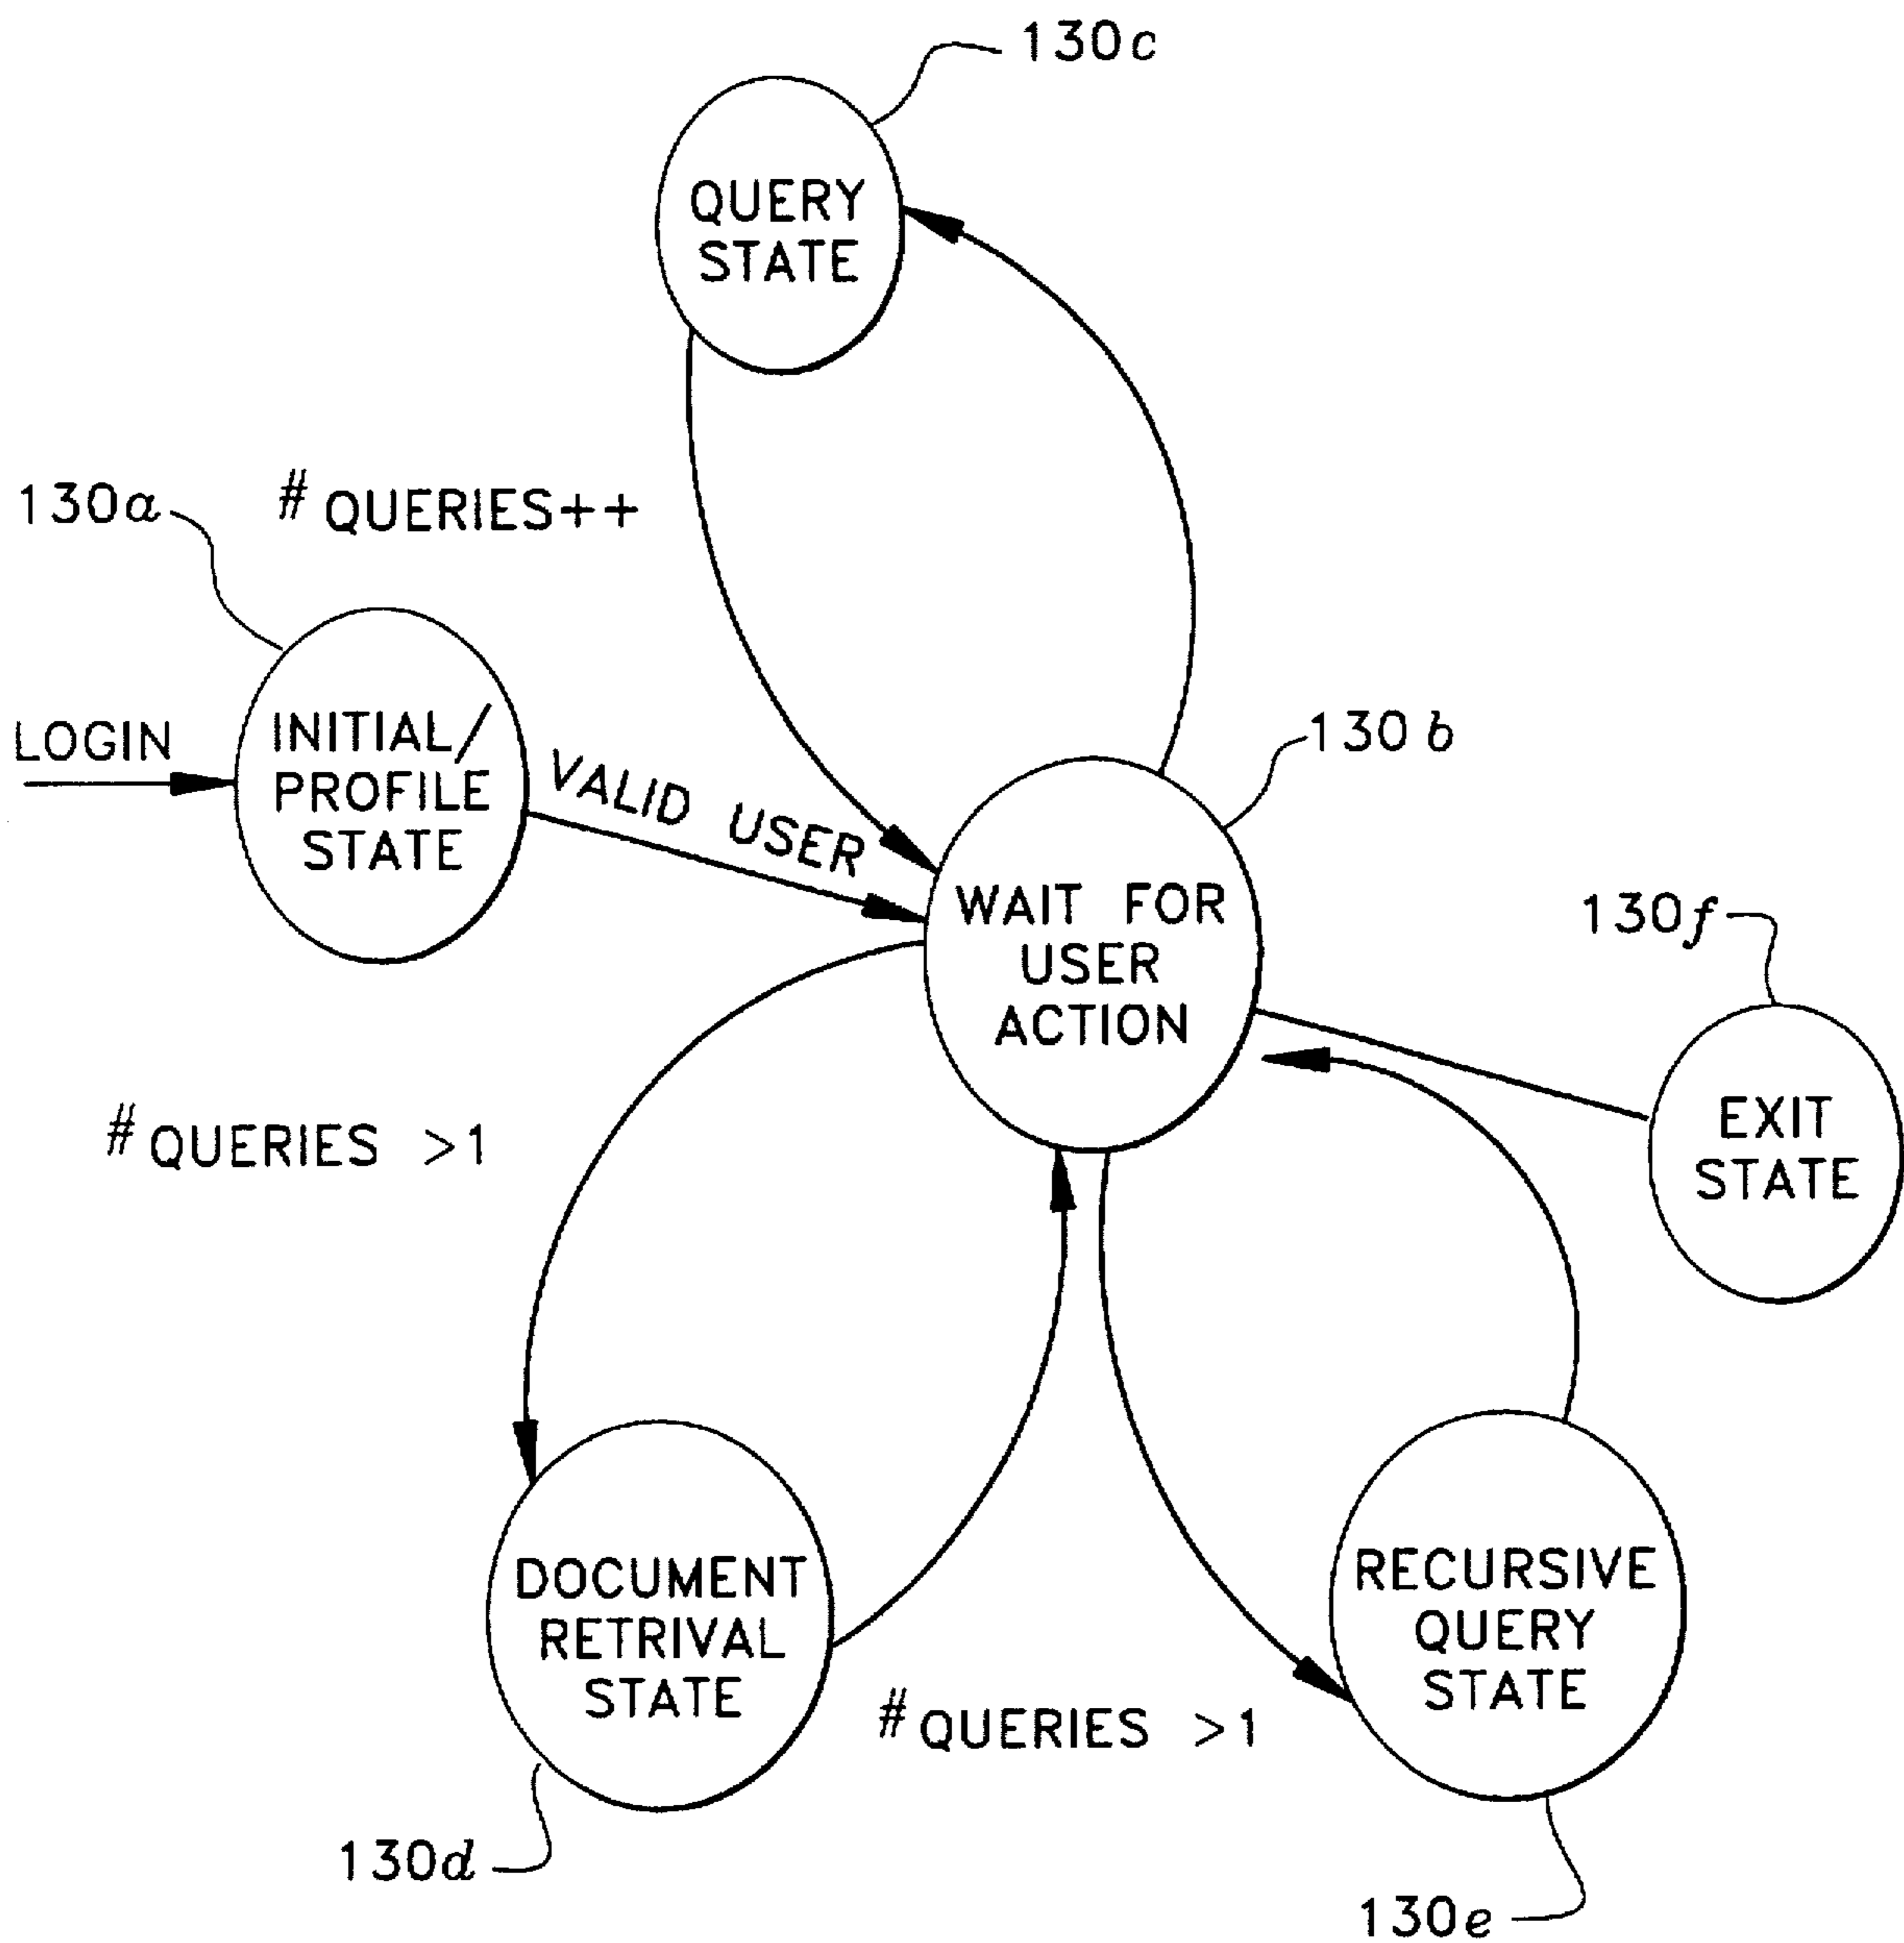 130c
QUERY
STATE
130a
# QUERIES++
LOGIN
INITIAL/
PROFILE
STATE
VALID USER
130b
WAIT FOR
USER
ACTION
130f
EXIT
STATE
# QUERIES >1
DOCUMENT
RETRIVAL
STATE
RECURSIVE
QUERY
STATE
# QUERIES >1
130d
130e